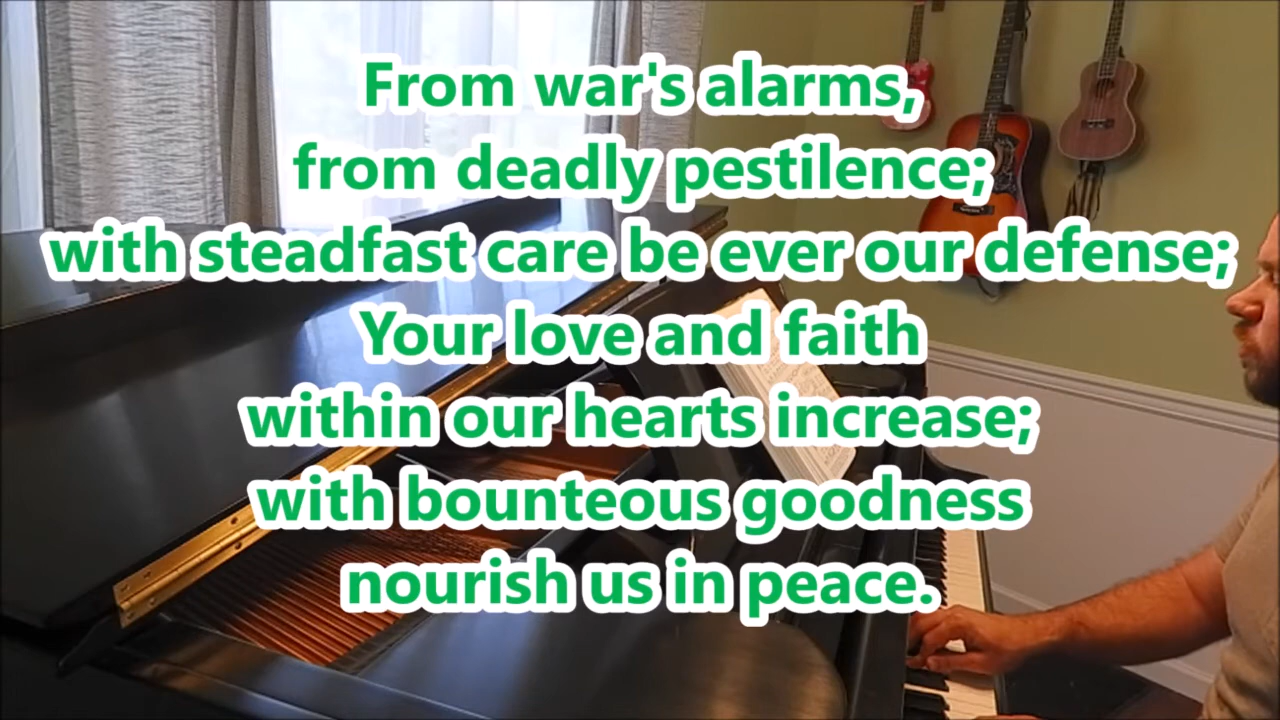 From war's alarms,
from deadly pestilence;
with steadfast care be ever our defense;
Your love and faith
within our hearts increase;
with bounteous goodness
nourish us in peace.